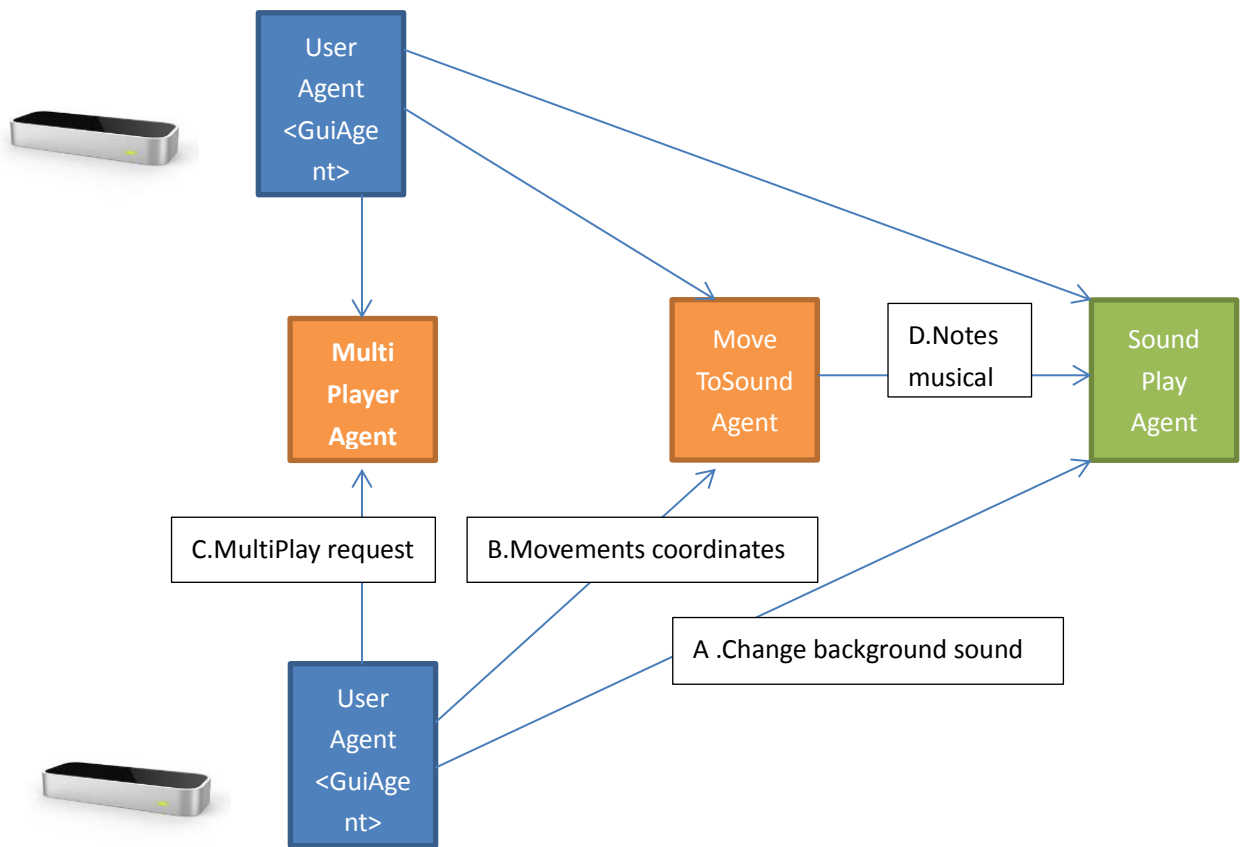 User
Agent
<GuiAge
nt>
Multi
Player
Agent
Move
ToSound
Agent
D.Notes
musical
Sound
Play
Agent
C.MultiPlay request
B.Movements coordinates
A .Change background sound
User
Agent
<GuiAge
nt>